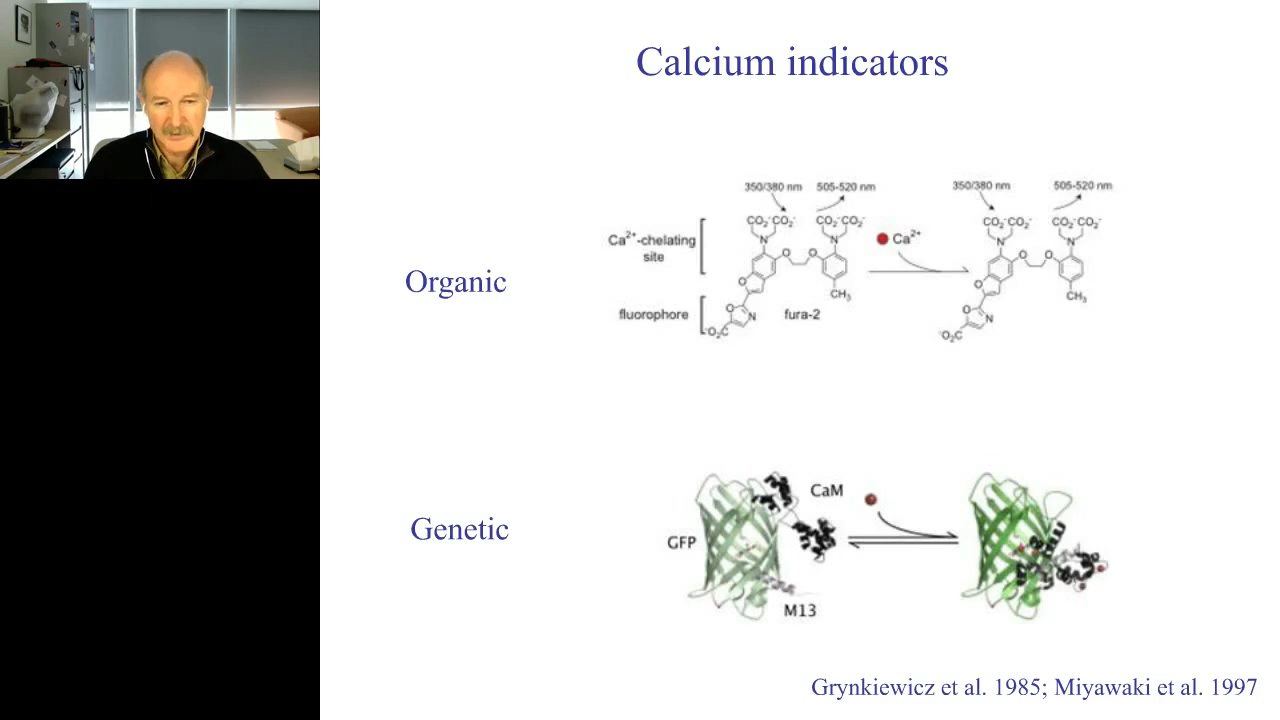 Calcium indicators
350/380 nm 505-520 nm
350/380 nm 505-520 nm
CO₂⁻ CO₂⁻ CO₂⁻ CO₂⁻
CO₂⁻ CO₂⁻ CO₂⁻ CO₂⁻
Ca²⁺-chelating
site
N N
O O
O
Ca²⁺
N N
O O
O
Organic
CH₃
CH₃
fluorophore
O N
⁻O₂C
fura-2
O N
⁻O₂C
CaM
Genetic
GFP
M13
Grynkiewicz et al. 1985; Miyawaki et al. 1997